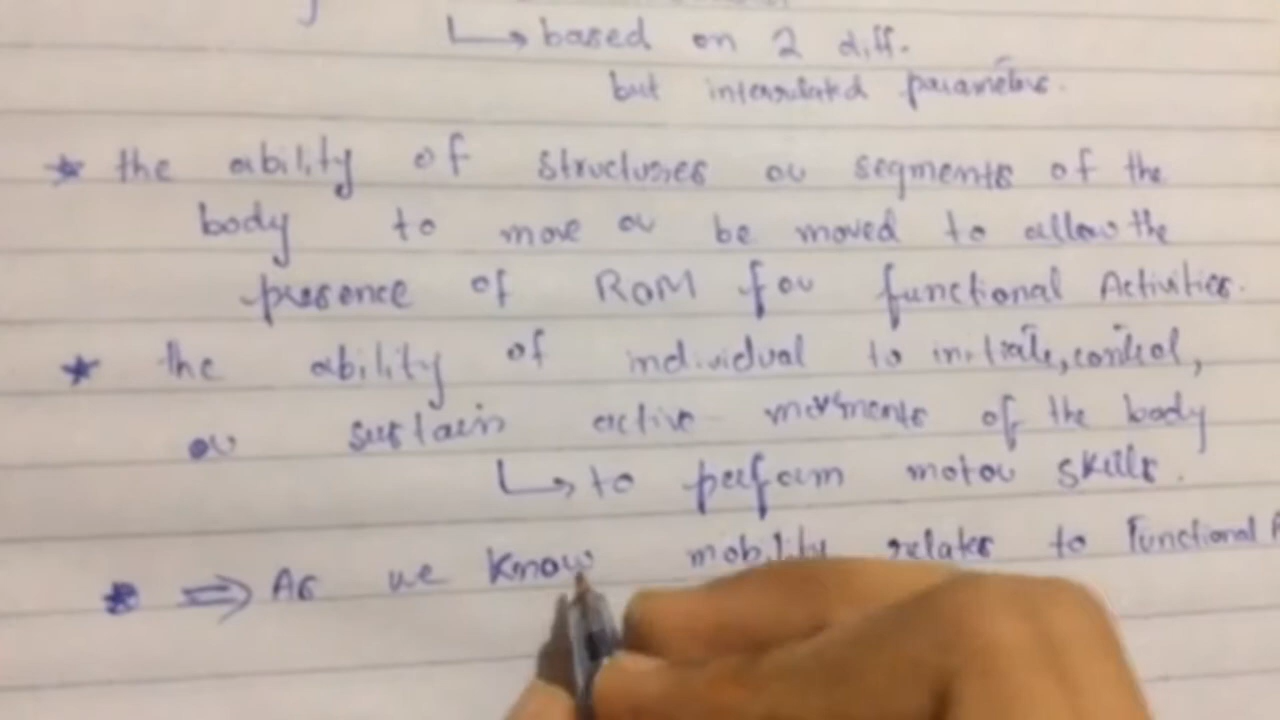 ↳ based on 2 diff.
but interrelated parameters.
★ the ability of structures or segments of the
body to move or be moved to allow the
presence of ROM for functional Activities.
★ the ability of individual to initiate, control,
or sustain active movments of the body
↳ to perform motor skills.
⇒ As we know mobility relates to functional